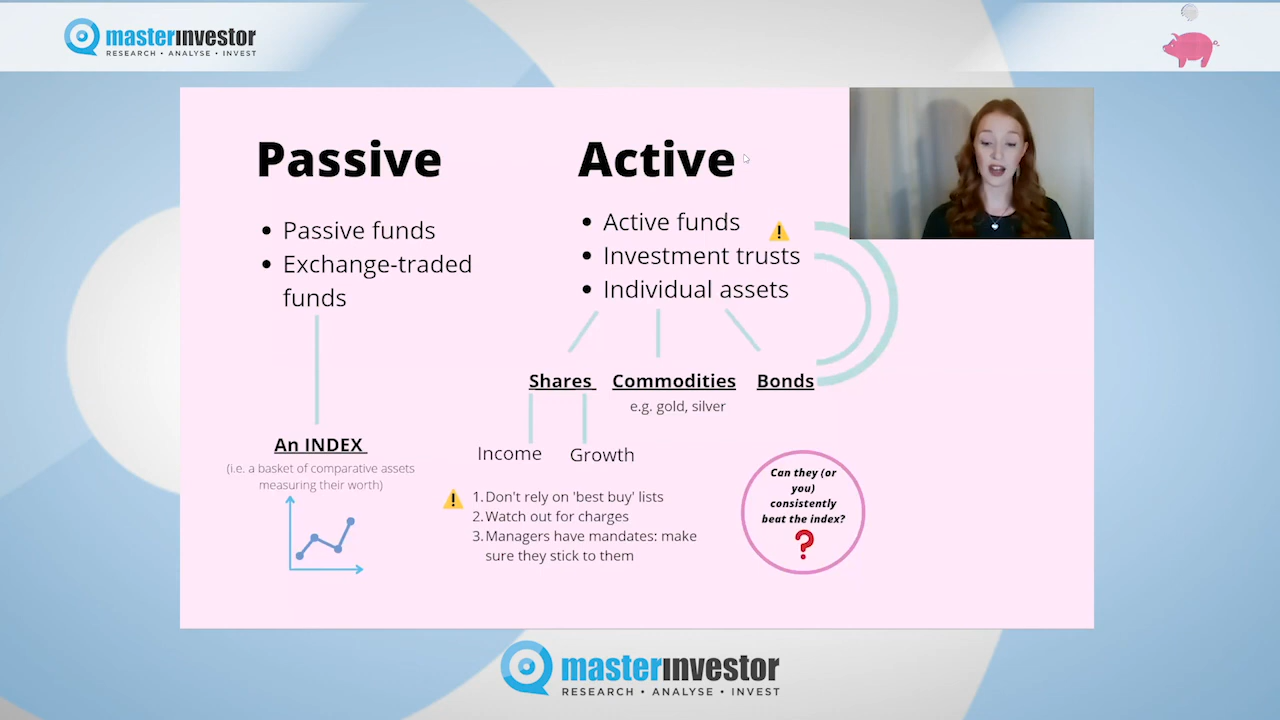 masterinvestor
RESEARCH • ANALYSE • INVEST
Passive
• Passive funds
• Exchange-traded
funds
An INDEX
(i.e. a basket of comparative assets
measuring their worth)
Active
• Active funds
• Investment trusts
• Individual assets
Shares Commodities Bonds
e.g. gold, silver
Income Growth
1. Don't rely on 'best buy' lists
2. Watch out for charges
3. Managers have mandates: make
sure they stick to them
Can they (or
you)
consistently
beat the index?
?
masterinvestor
RESEARCH • ANALYSE • INVEST